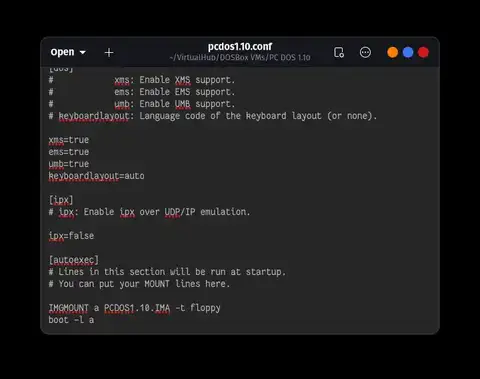 Open
pcdos1.10.conf
~/VirtualHub/DOSBox VMs/PC DOS 1.10
[dos]
#          xms: Enable XMS support.
#          ems: Enable EMS support.
#          umb: Enable UMB support.
# keyboardlayout: Language code of the keyboard layout (or none).
xms=true
ems=true
umb=true
keyboardlayout=auto
[ipx]
# ipx: Enable ipx over UDP/IP emulation.
ipx=false
[autoexec]
# Lines in this section will be run at startup.
# You can put your MOUNT lines here.
IMGMOUNT a PCDOS1.10.IMA -t floppy
boot -l a